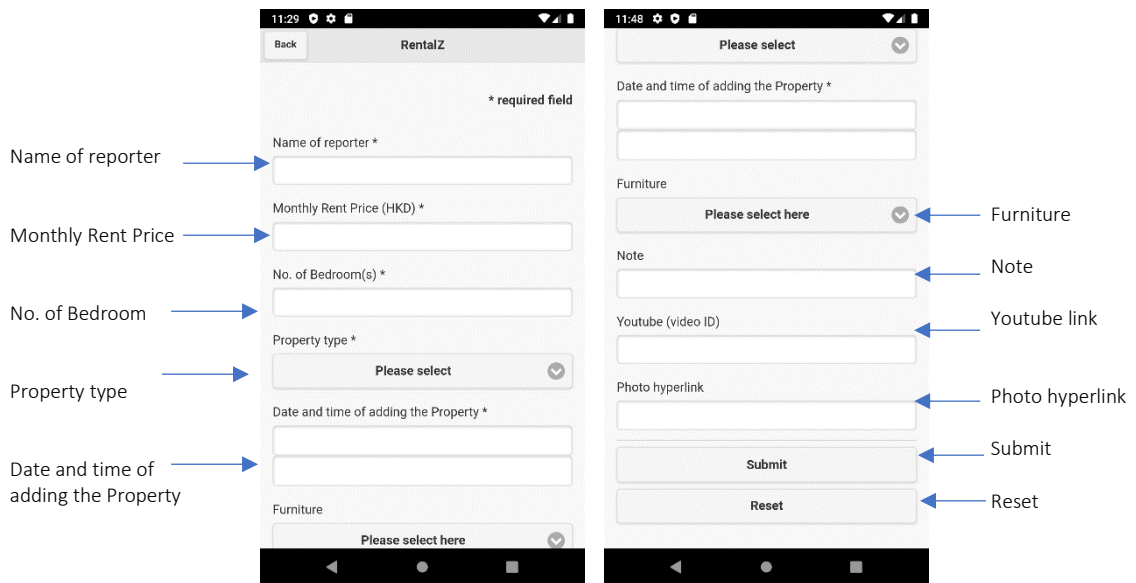 Name of reporter
Monthly Rent Price
No. of Bedroom
Property type
Date and time of
adding the Property
11:29
Back
RentalZ
* required field
Name of reporter *
Monthly Rent Price (HKD) *
No. of Bedroom(s) *
Property type *
Please select
Date and time of adding the Property *
Furniture
Please select here
11:48
Please select
Date and time of adding the Property *
Furniture
Please select here
Note
Youtube (video ID)
Photo hyperlink
Submit
Reset
Furniture
Note
Youtube link
Photo hyperlink
Submit
Reset